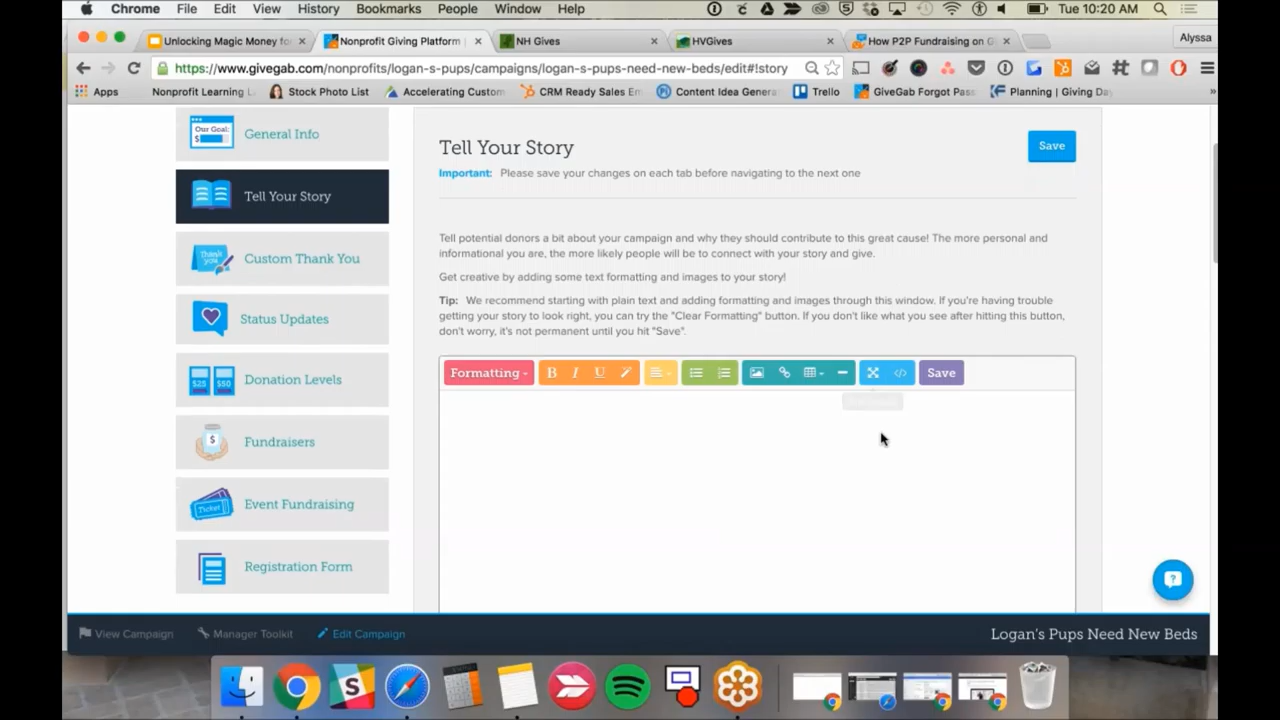 Chrome File Edit View History Bookmarks People Window Help Tue 10:20 AM
Unlocking Magic Money for Nonprofit Giving Platform NH Gives HVGives How P2P Fundraising on G Alyssa
https://www.givegab.com/nonprofits/logan-s-pups/campaigns/logan-s-pups-need-new-beds/edit#!story
Apps Nonprofit Learning L Stock Photo List Accelerating Custom CRM Ready Sales Em Content Idea Genera Trello GiveGab Forgot Pass Planning | Giving Day »
Our Goal:
$
General Info
Tell Your Story
Save
Important: Please save your changes on each tab before navigating to the next one
Tell Your Story
Tell potential donors a bit about your campaign and why they should contribute to this great cause! The more personal and
informational you are, the more likely people will be to connect with your story and give.
Thank you
Custom Thank You
Get creative by adding some text formatting and images to your story!
Tip: We recommend starting with plain text and adding formatting and images through this window. If you're having trouble
getting your story to look right, you can try the "Clear Formatting" button. If you don't like what you see after hitting this button,
don't worry, it's not permanent until you hit "Save".
Status Updates
Formatting B I U </> Save
$25 $50 Donation Levels
$ Fundraisers
Ticket Event Fundraising
Registration Form
View Campaign Manager Toolkit Edit Campaign Logan's Pups Need New Beds